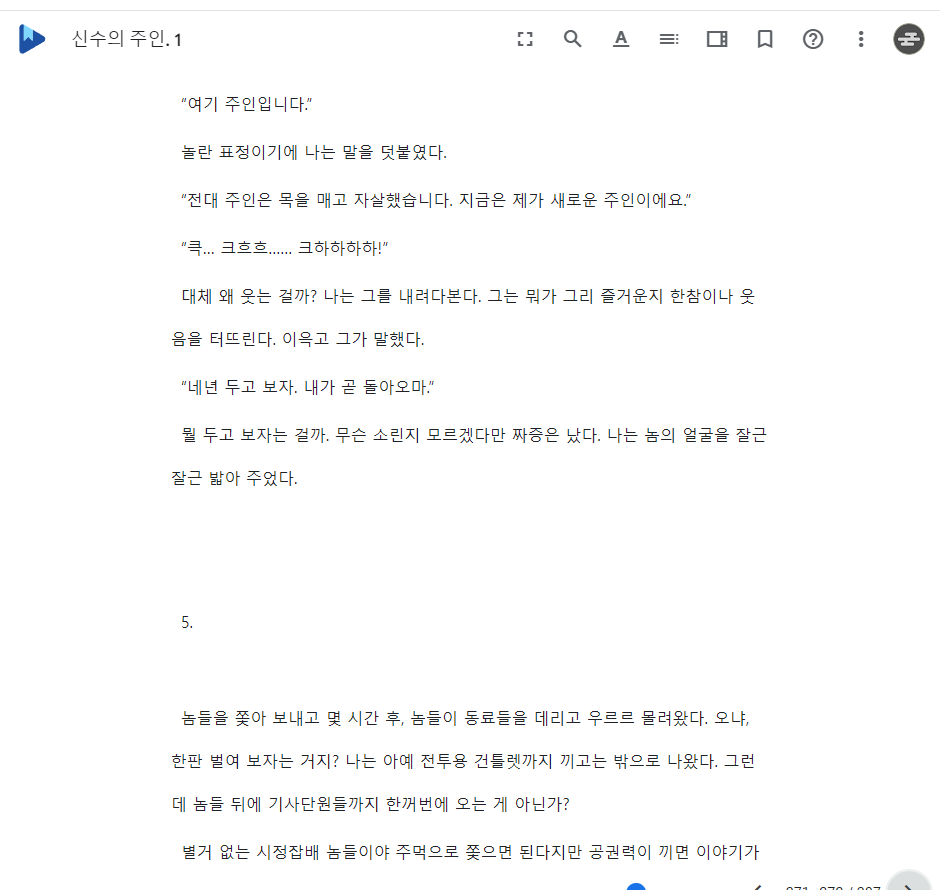 신수의 주인. 1
“여기 주인입니다.”
놀란 표정이기에 나는 말을 덧붙였다.
“전대 주인은 목을 매고 자살했습니다. 지금은 제가 새로운 주인이에요.”
“큭... 크흐흐...... 크하하하하!”
대체 왜 웃는 걸까? 나는 그를 내려다본다. 그는 뭐가 그리 즐거운지 한참이나 웃
음을 터뜨린다. 이윽고 그가 말했다.
“네년 두고 보자. 내가 곧 돌아오마.”
뭘 두고 보자는 걸까. 무슨 소린지 모르겠다만 짜증은 났다. 나는 놈의 얼굴을 잘근
잘근 밟아 주었다.
5.
놈들을 쫓아 보내고 몇 시간 후, 놈들이 동료들을 데리고 우르르 몰려왔다. 오냐,
한판 벌여 보자는 거지? 나는 아예 전투용 건틀렛까지 끼고는 밖으로 나왔다. 그런
데 놈들 뒤에 기사단원들까지 한꺼번에 오는 게 아닌가?
별거 없는 시정잡배 놈들이야 주먹으로 쫓으면 된다지만 공권력이 끼면 이야기가